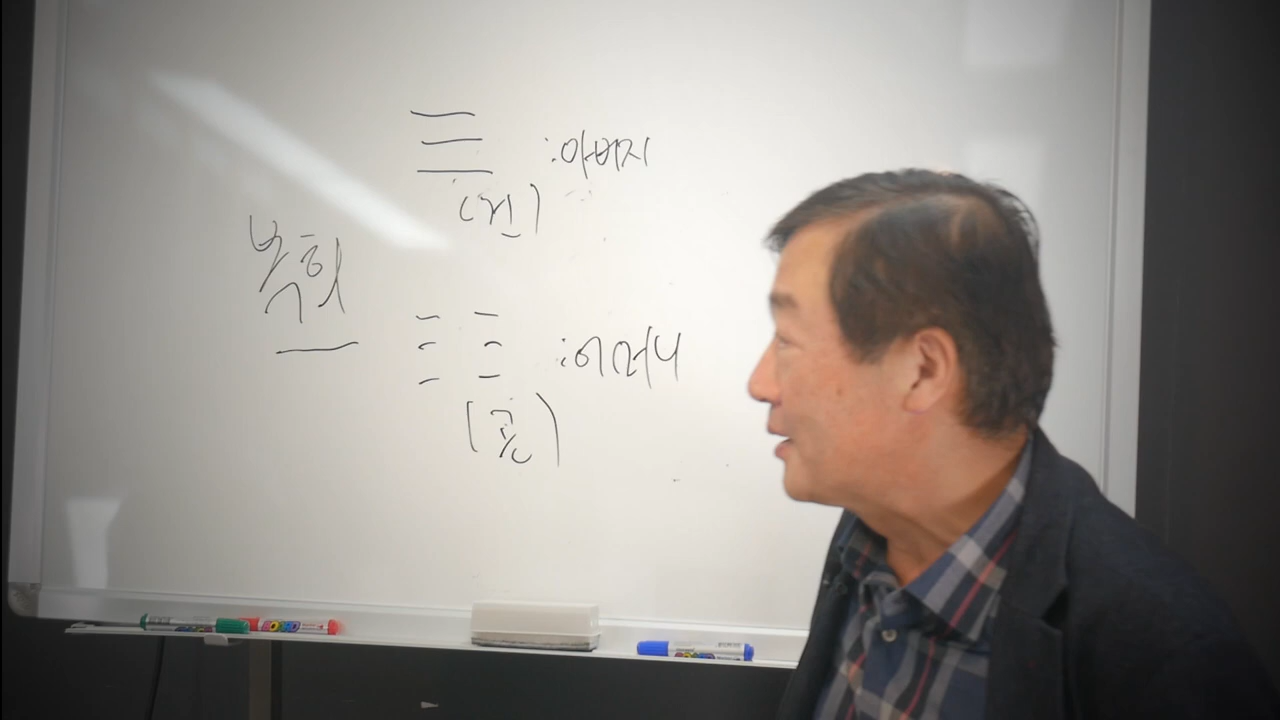 ☰ :아버지
(건)
복희
☷ :어머니
(곤)